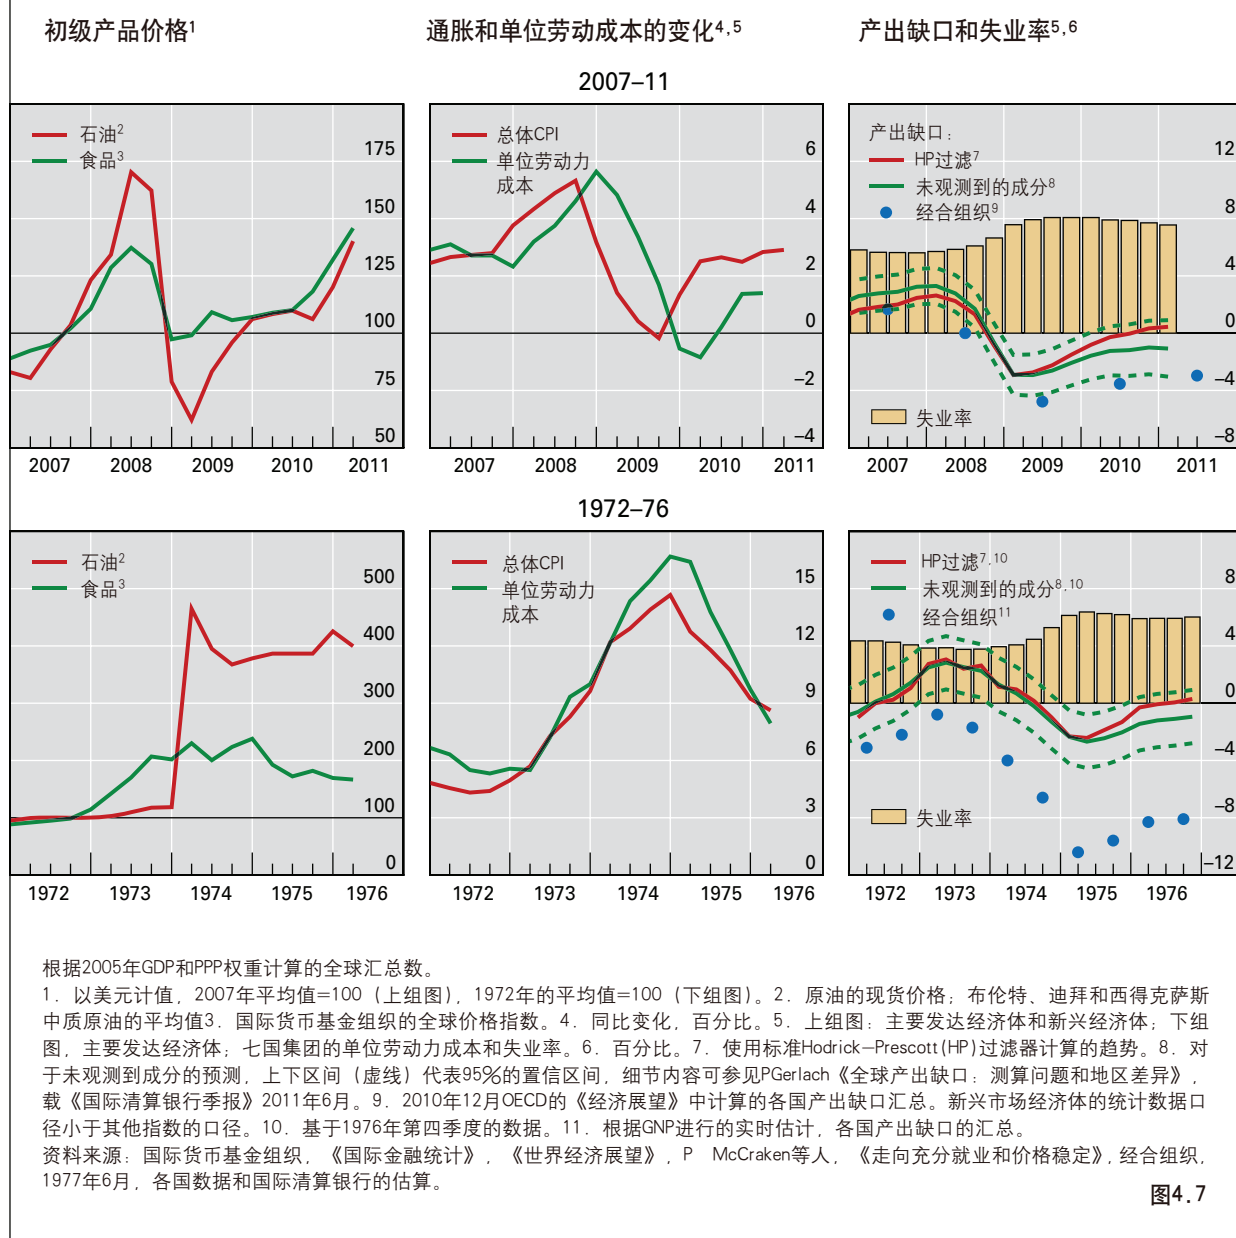 初级产品价格1
通胀和单位劳动成本的变化4,5
产出缺口和失业率5,6
2007–11
石油2
食品3
175
150
125
100
75
50
2007 2008 2009 2010 2011
总体CPI
单位劳动力
成本
6
4
2
0
–2
–4
2007 2008 2009 2010 2011
产出缺口:
HP过滤7
未观测到的成分8
经合组织9
失业率
12
8
4
0
–4
–8
2007 2008 2009 2010 2011
1972–76
石油2
食品3
500
400
300
200
100
0
1972 1973 1974 1975 1976
总体CPI
单位劳动力
成本
15
12
9
6
3
0
1972 1973 1974 1975 1976
HP过滤7,10
未观测到的成分8,10
经合组织11
失业率
8
4
0
–4
–8
–12
1972 1973 1974 1975 1976
根据2005年GDP和PPP权重计算的全球汇总数。
1. 以美元计值，2007年平均值=100（上组图），1972年的平均值=100（下组图）。2. 原油的现货价格；布伦特、迪拜和西得克萨斯
中质原油的平均值3. 国际货币基金组织的全球价格指数。4. 同比变化，百分比。5. 上组图：主要发达经济体和新兴经济体；下组
图，主要发达经济体；七国集团的单位劳动力成本和失业率。6. 百分比。7. 使用标准Hodrick–Prescott(HP)过滤器计算的趋势。8. 对
于未观测到成分的预测，上下区间（虚线）代表95%的置信区间，细节内容可参见PGerlach《全球产出缺口：测算问题和地区差异》，
载《国际清算银行季报》2011年6月。9. 2010年12月OECD的《经济展望》中计算的各国产出缺口汇总。新兴市场经济体的统计数据口
径小于其他指数的口径。10. 基于1976年第四季度的数据。11. 根据GNP进行的实时估计，各国产出缺口的汇总。
资料来源：国际货币基金组织，《国际金融统计》，《世界经济展望》，P McCraken等人，《走向充分就业和价格稳定》，经合组织，
1977年6月，各国数据和国际清算银行的估算。
图4.7